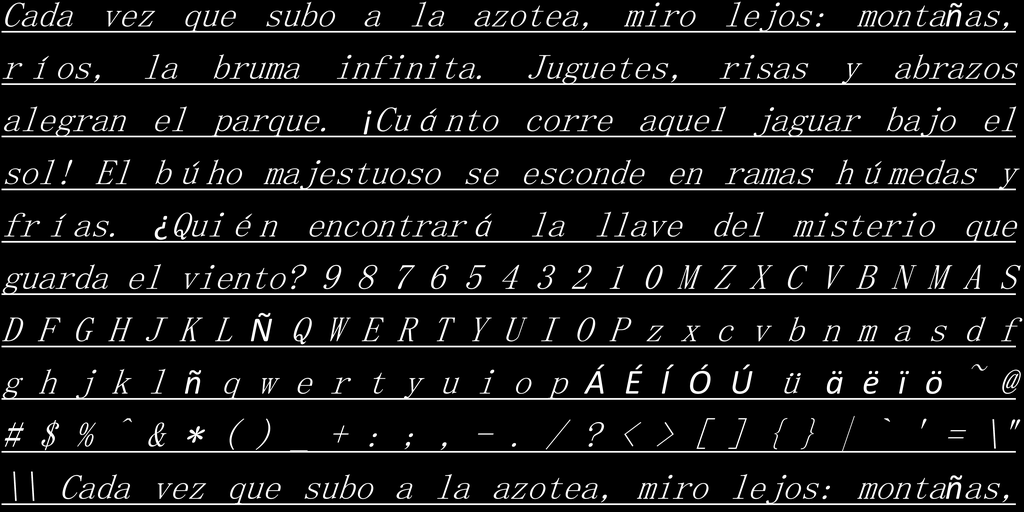 Cada vez que subo a la azotea, miro lejos: montañas,
ríos, la bruma infinita. Juguetes, risas y abrazos
alegran el parque. ¡Cuánto corre aquel jaguar bajo el
sol! El búho majestuoso se esconde en ramas húmedas y
frías. ¿Quién encontrará la llave del misterio que
guarda el viento? 9 8 7 6 5 4 3 2 1 0 M Z X C V B N M A S
D F G H J K L Ñ Q W E R T Y U I O P z x c v b n m a s d f
g h j k l ñ q w e r t y u i o p Á É Í Ó Ú ü ä ë ï ö ~ @
# $ % ^ & * ( ) _ + : ; , - . / ? < > [ ] { } | ` ' = \"
\\ Cada vez que subo a la azotea, miro lejos: montañas,